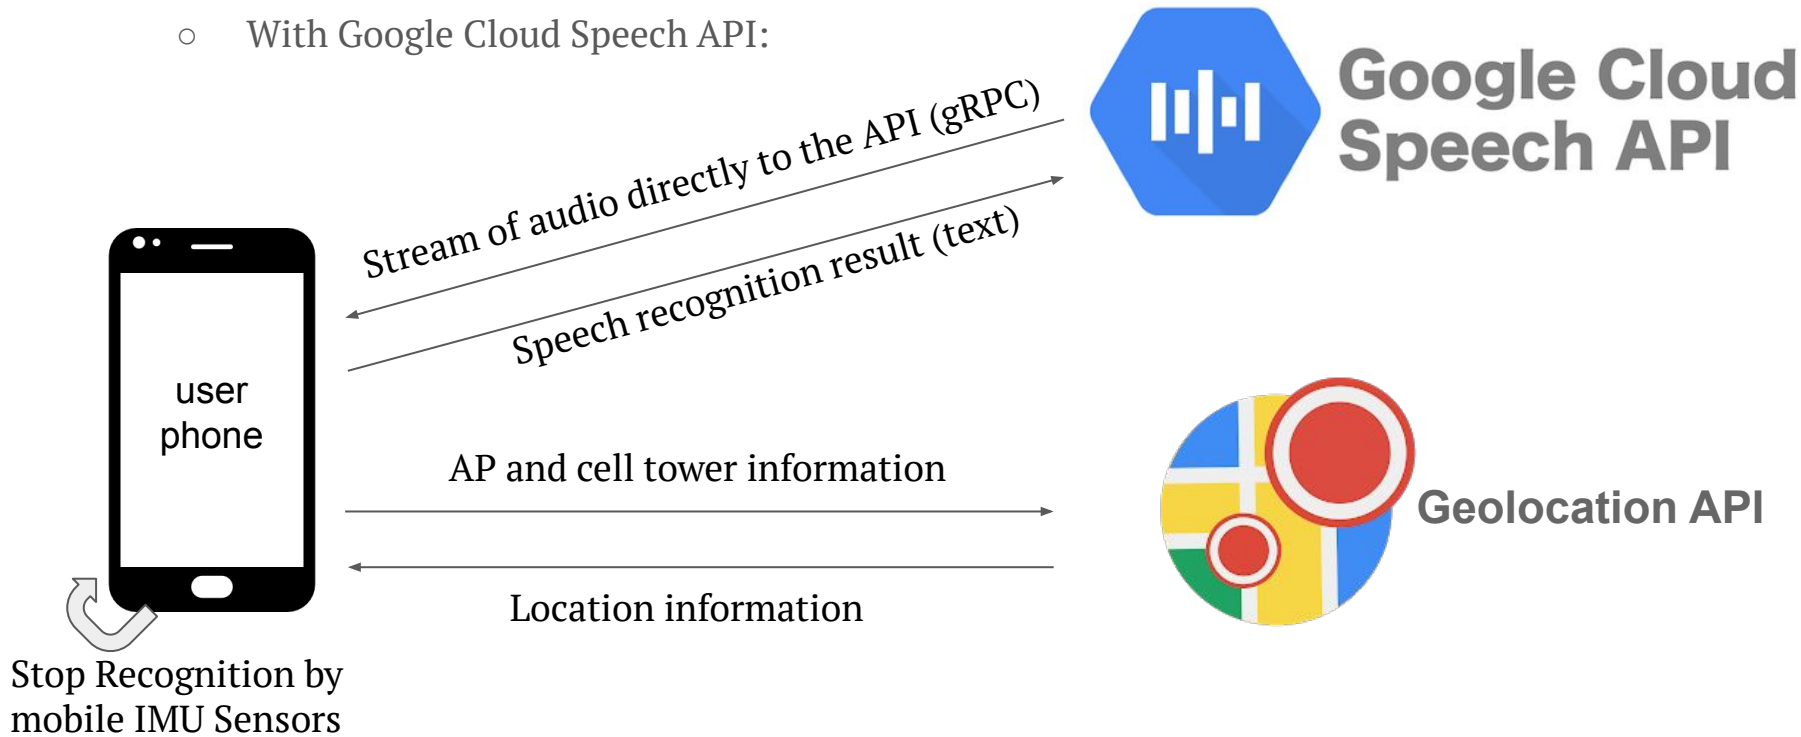 ○ With Google Cloud Speech API:
Google Cloud
Speech API
Stream of audio directly to the API (gRPC)
Speech recognition result (text)
user
phone
AP and cell tower information
Geolocation API
Location information
Stop Recognition by
mobile IMU Sensors